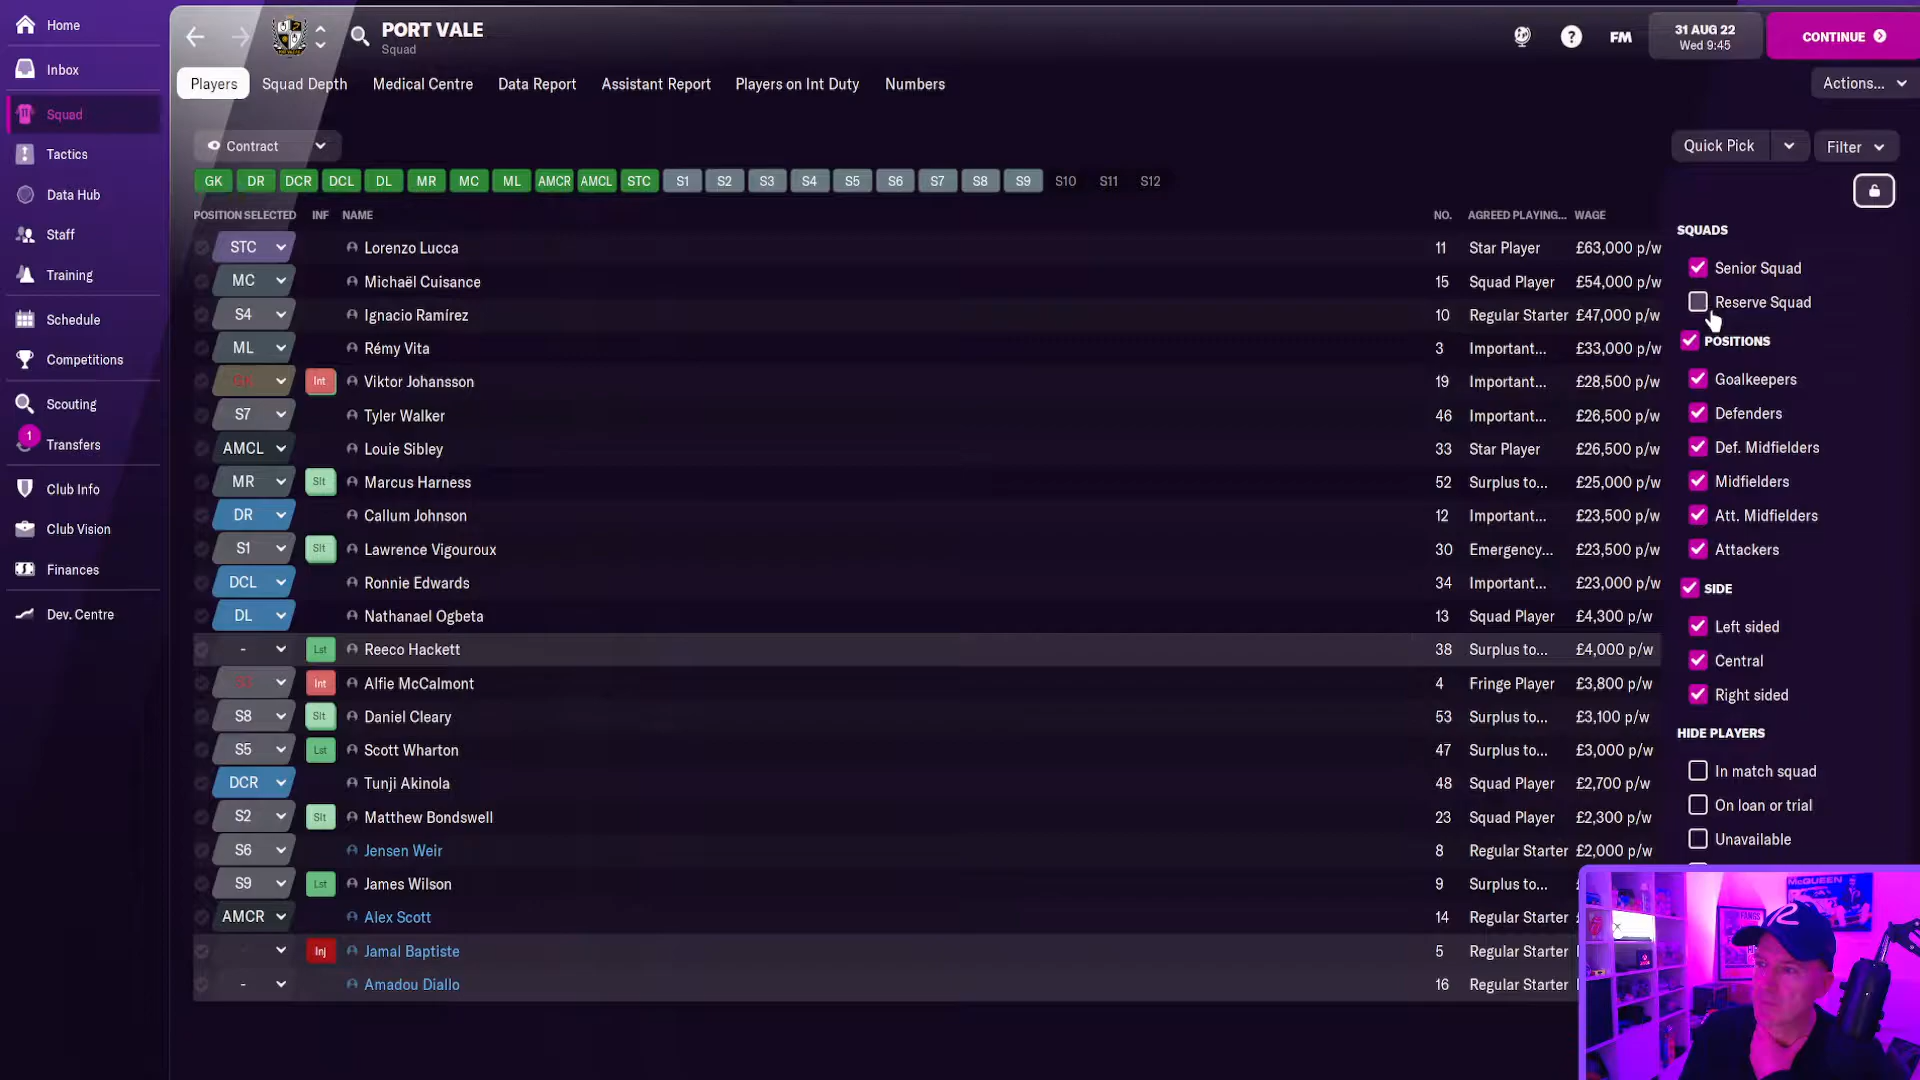 Home
Inbox
Squad
Tactics
Data Hub
Staff
Training
Schedule
Competitions
Scouting
1
Transfers
Club Info
Club Vision
Finances
Dev. Centre
PORT VALE
Squad
FM
31 AUG 22
Wed 9:45
CONTINUE
Players Squad Depth Medical Centre Data Report Assistant Report Players on Int Duty Numbers
Actions...
Contract
Quick Pick
Filter
GK DR DCR DCL DL MR MC ML AMCR AMCL STC S1 S2 S3 S4 S5 S6 S7 S8 S9 S10 S11 S12
POSITION SELECTED INF NAME NO. AGREED PLAYING... WAGE
STC Lorenzo Lucca 11 Star Player £63,000 p/w
MC Michaël Cuisance 15 Squad Player £54,000 p/w
S4 Ignacio Ramírez 10 Regular Starter £47,000 p/w
ML Rémy Vita 3 Important... £33,000 p/w
GK Int Viktor Johansson 19 Important... £28,500 p/w
S7 Tyler Walker 46 Important... £26,500 p/w
AMCL Louie Sibley 33 Star Player £26,500 p/w
MR Slt Marcus Harness 52 Surplus to... £25,000 p/w
DR Callum Johnson 12 Important... £23,500 p/w
S1 Slt Lawrence Vigouroux 30 Emergency... £23,500 p/w
DCL Ronnie Edwards 34 Important... £23,000 p/w
DL Nathanael Ogbeta 13 Squad Player £4,300 p/w
- Lst Reeco Hackett 38 Surplus to... £4,000 p/w
Int Alfie McCalmont 4 Fringe Player £3,800 p/w
S8 Slt Daniel Cleary 53 Surplus to... £3,100 p/w
S5 Lst Scott Wharton 47 Surplus to... £3,000 p/w
DCR Tunji Akinola 48 Squad Player £2,700 p/w
S2 Slt Matthew Bondswell 23 Squad Player £2,300 p/w
S6 Jensen Weir 8 Regular Starter £2,000 p/w
S9 Lst James Wilson 9 Surplus to...
AMCR Alex Scott 14 Regular Starter
Inj Jamal Baptiste 5 Regular Starter
- Amadou Diallo 16 Regular Starter
SQUADS
Senior Squad
Reserve Squad
POSITIONS
Goalkeepers
Defenders
Def. Midfielders
Midfielders
Att. Midfielders
Attackers
SIDE
Left sided
Central
Right sided
HIDE PLAYERS
In match squad
On loan or trial
Unavailable
McQUEEN
FANGS